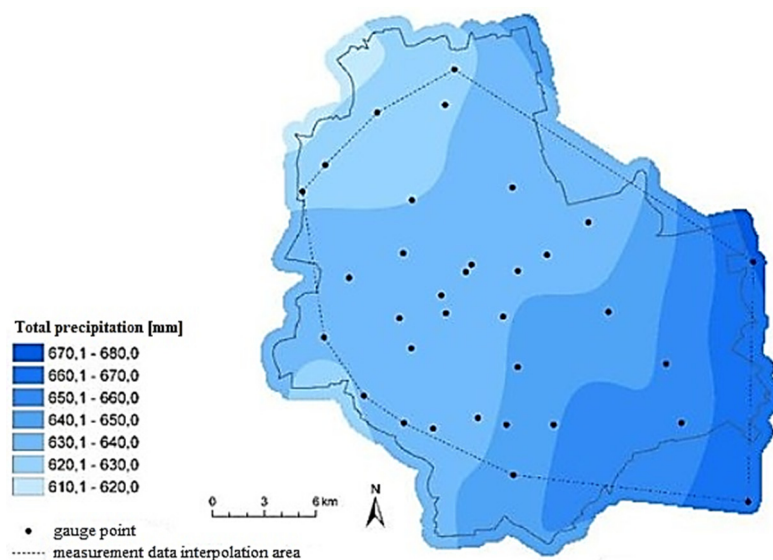 Total precipitation [mm]
670,1 - 680,0
660,1 - 670,0
650,1 - 660,0
640,1 - 650,0
630,1 - 640,0
620,1 - 630,0
610,1 - 620,0
N
0 3 6 km
gauge point
measurement data interpolation area